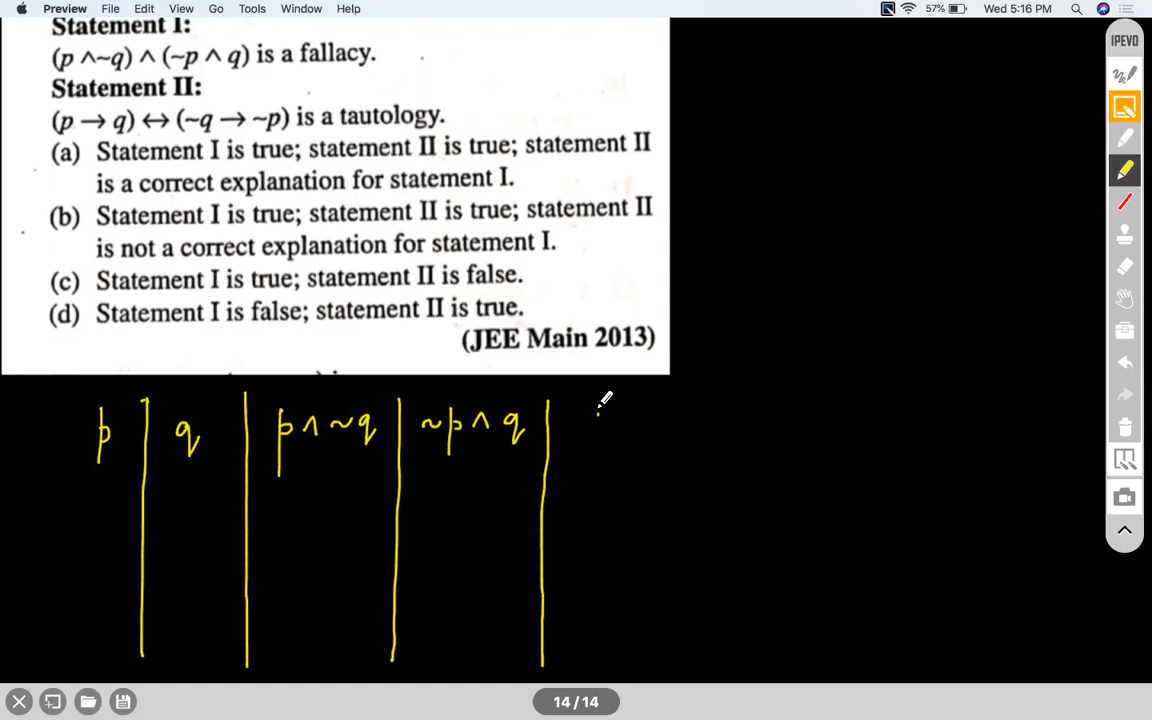 Preview File Edit View Go Tools Window Help 57% Wed 5:16 PM
IPEVO
Statement I:
(p ∧~q) ∧ (~p ∧ q) is a fallacy.
Statement II:
(p → q) ↔ (~q → ~p) is a tautology.
(a) Statement I is true; statement II is true; statement II
is a correct explanation for statement I.
(b) Statement I is true; statement II is true; statement II
is not a correct explanation for statement I.
(c) Statement I is true; statement II is false.
(d) Statement I is false; statement II is true.
(JEE Main 2013)
p q p ∧ ~q ~p ∧ q
14 / 14